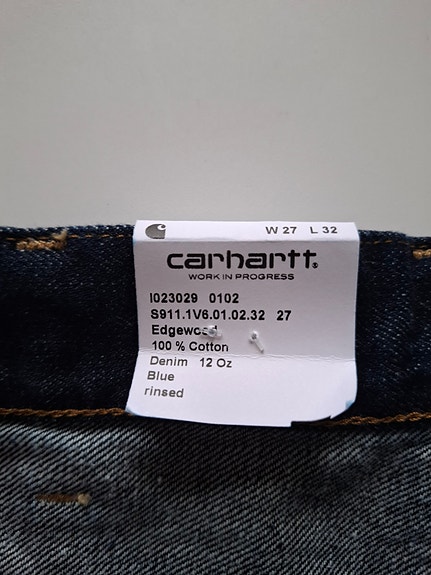 W 27 L 32
carhartt®
WORK IN PROGRESS
I023029 0102
S911.1V6.01.02.32 27
Edgewood
100 % Cotton
Denim 12 Oz
Blue
rinsed